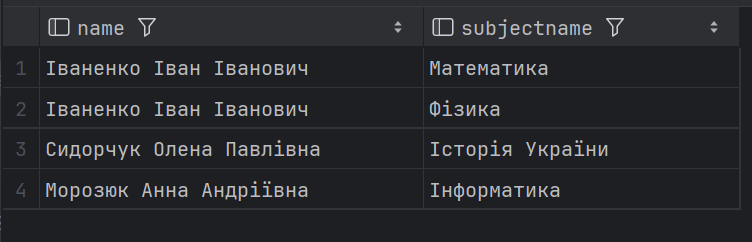 name subjectname
1 Іваненко Іван Іванович Математика
2 Іваненко Іван Іванович Фізика
3 Сидорчук Олена Павлівна Історія України
4 Морозюк Анна Андріївна Інформатика